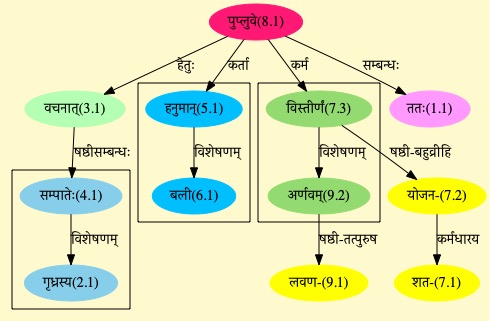 पुप्लुवे(8.1)
हेतुः कर्ता कर्म सम्बन्धः
वचनात्(3.1) हनुमान्(5.1) विस्तीर्णं(7.3) ततः(1.1)
षष्ठीसम्बन्धः विशेषणम् विशेषणम् षष्ठी-बहुव्रीहि
सम्पातेः(4.1) बली(6.1) अर्णवम्(9.2) योजन-(7.2)
विशेषणम् षष्ठी-तत्पुरुष कर्मधारय
गृध्रस्य(2.1) लवण-(9.1) शत-(7.1)